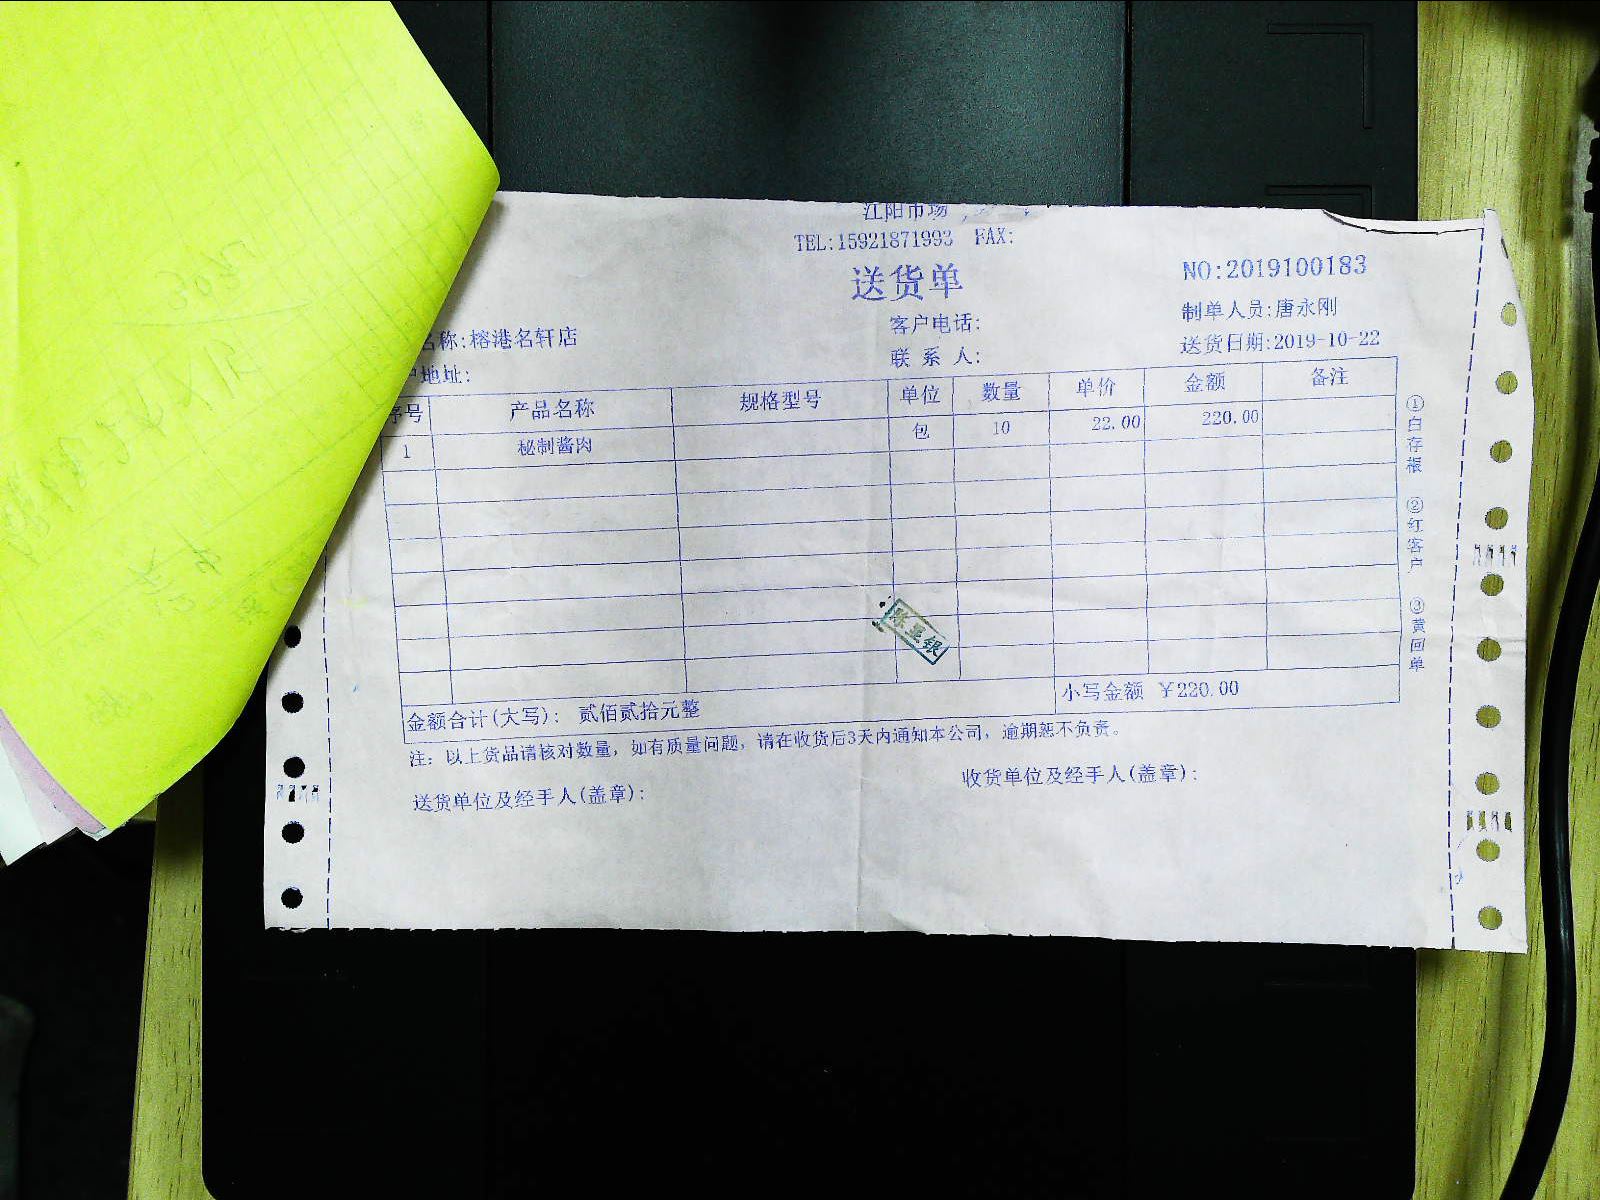 江阳市场
TEL:15921871993 FAX:
送货单
NO:2019100183
制单人员:唐永刚
客户电话:
名称:榕港名轩店
送货日期:2019-10-22
联 系 人:
户地址:
序号 产品名称 规格型号 单位 数量 单价 金额 备注
1 秘制酱肉 包 10 22.00 220.00
①白存根 ②红客户 ③黄回单
张显银
金额合计(大写): 贰佰贰拾元整 小写金额 ¥220.00
注: 以上货品请核对数量, 如有质量问题, 请在收货后3天内通知本公司, 逾期恕不负责。
送货单位及经手人(盖章): 收货单位及经手人(盖章):